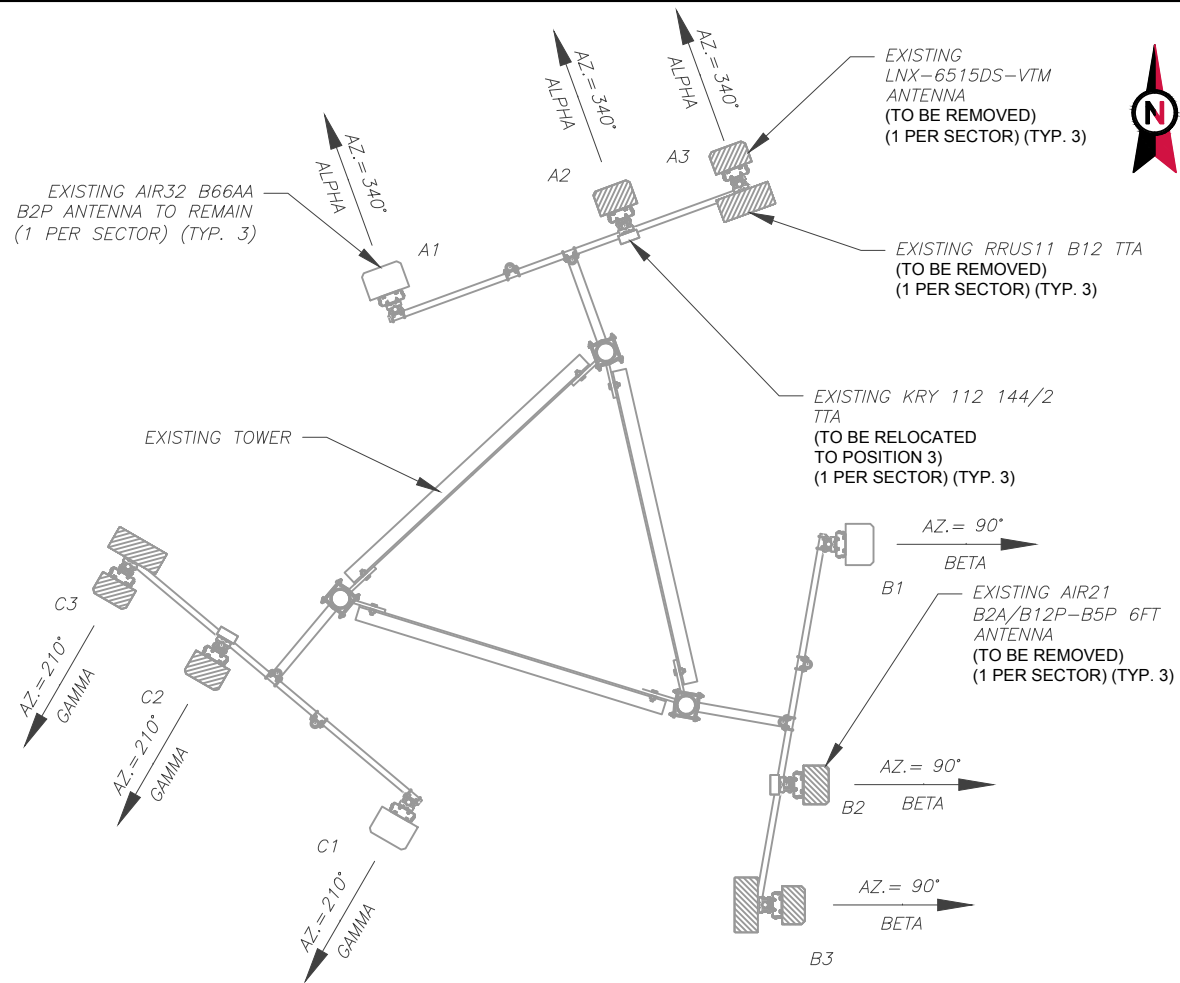 AZ.= 340°
ALPHA
AZ.= 340°
ALPHA
AZ.= 340°
ALPHA
EXISTING
LNX-6515DS-VTM
ANTENNA
(TO BE REMOVED)
(1 PER SECTOR) (TYP. 3)
N
A3
A2
A1
EXISTING AIR32 B66AA
B2P ANTENNA TO REMAIN
(1 PER SECTOR) (TYP. 3)
EXISTING RRUS11 B12 TTA
(TO BE REMOVED)
(1 PER SECTOR) (TYP. 3)
EXISTING KRY 112 144/2
TTA
(TO BE RELOCATED
TO POSITION 3)
(1 PER SECTOR) (TYP. 3)
EXISTING TOWER
AZ.= 90°
BETA
B1
EXISTING AIR21
B2A/B12P-B5P 6FT
ANTENNA
(TO BE REMOVED)
(1 PER SECTOR) (TYP. 3)
C3
AZ.= 210°
GAMMA
C2
AZ.= 210°
GAMMA
C1
AZ.= 210°
GAMMA
AZ.= 90°
BETA
B2
AZ.= 90°
BETA
B3